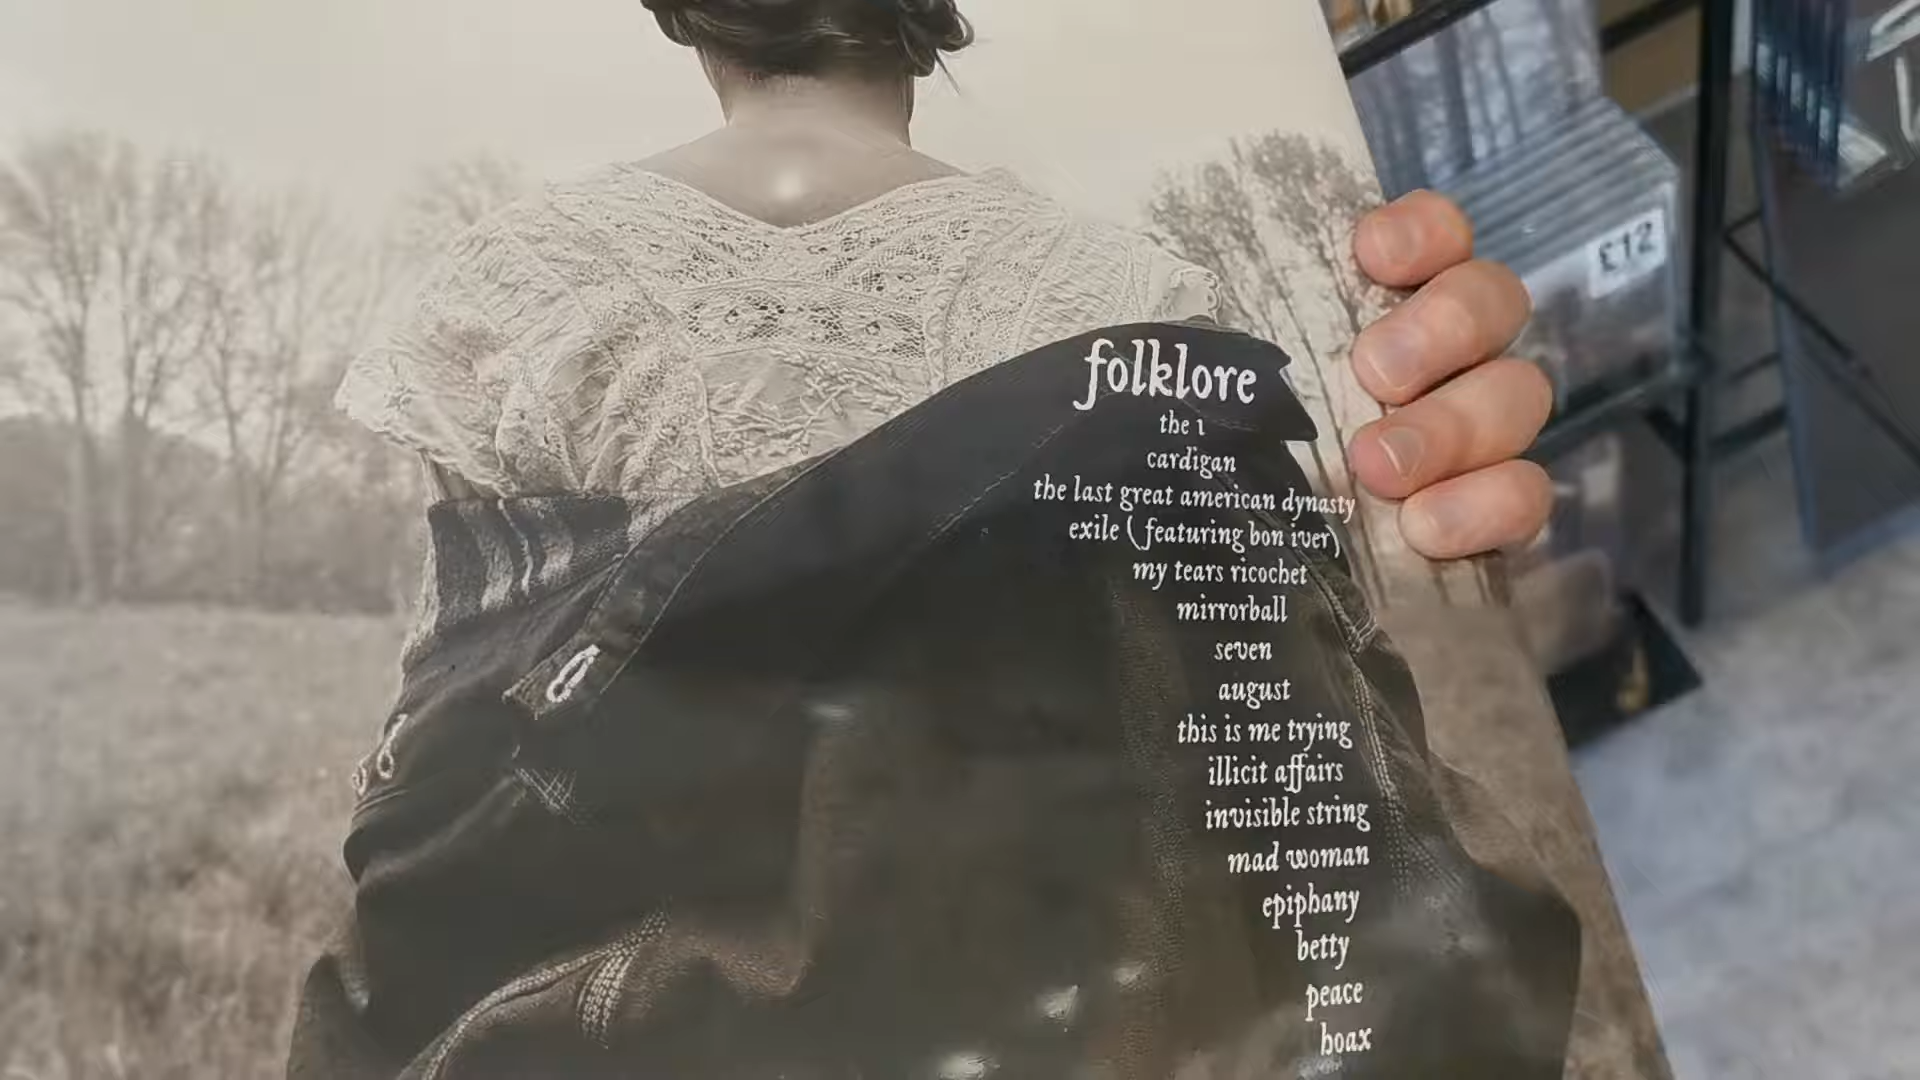 folklore
the 1
cardigan
the last great american dynasty
exile (featuring bon iver)
my tears ricochet
mirrorball
seven
august
this is me trying
illicit affairs
invisible string
mad woman
epiphany
betty
peace
hoax
£12